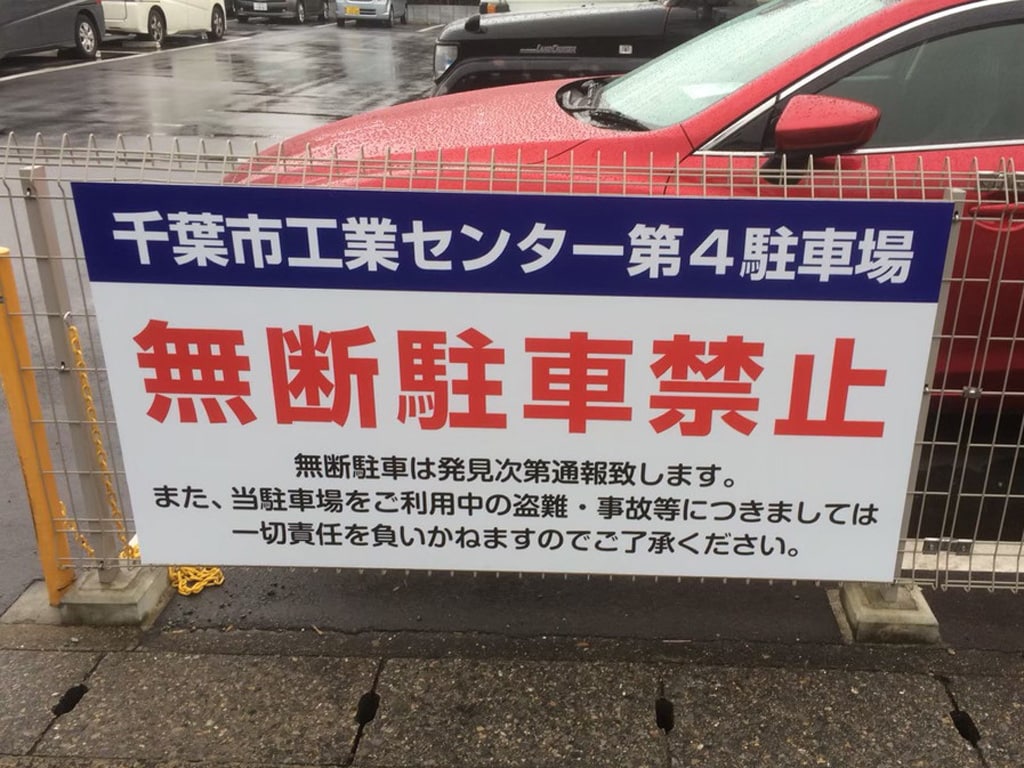 LAND CRUISER
千葉市工業センター第4駐車場
無断駐車禁止
無断駐車は発見次第通報致します。
また、当駐車場をご利用中の盗難・事故等につきましては
一切責任を負いかねますのでご了承ください。